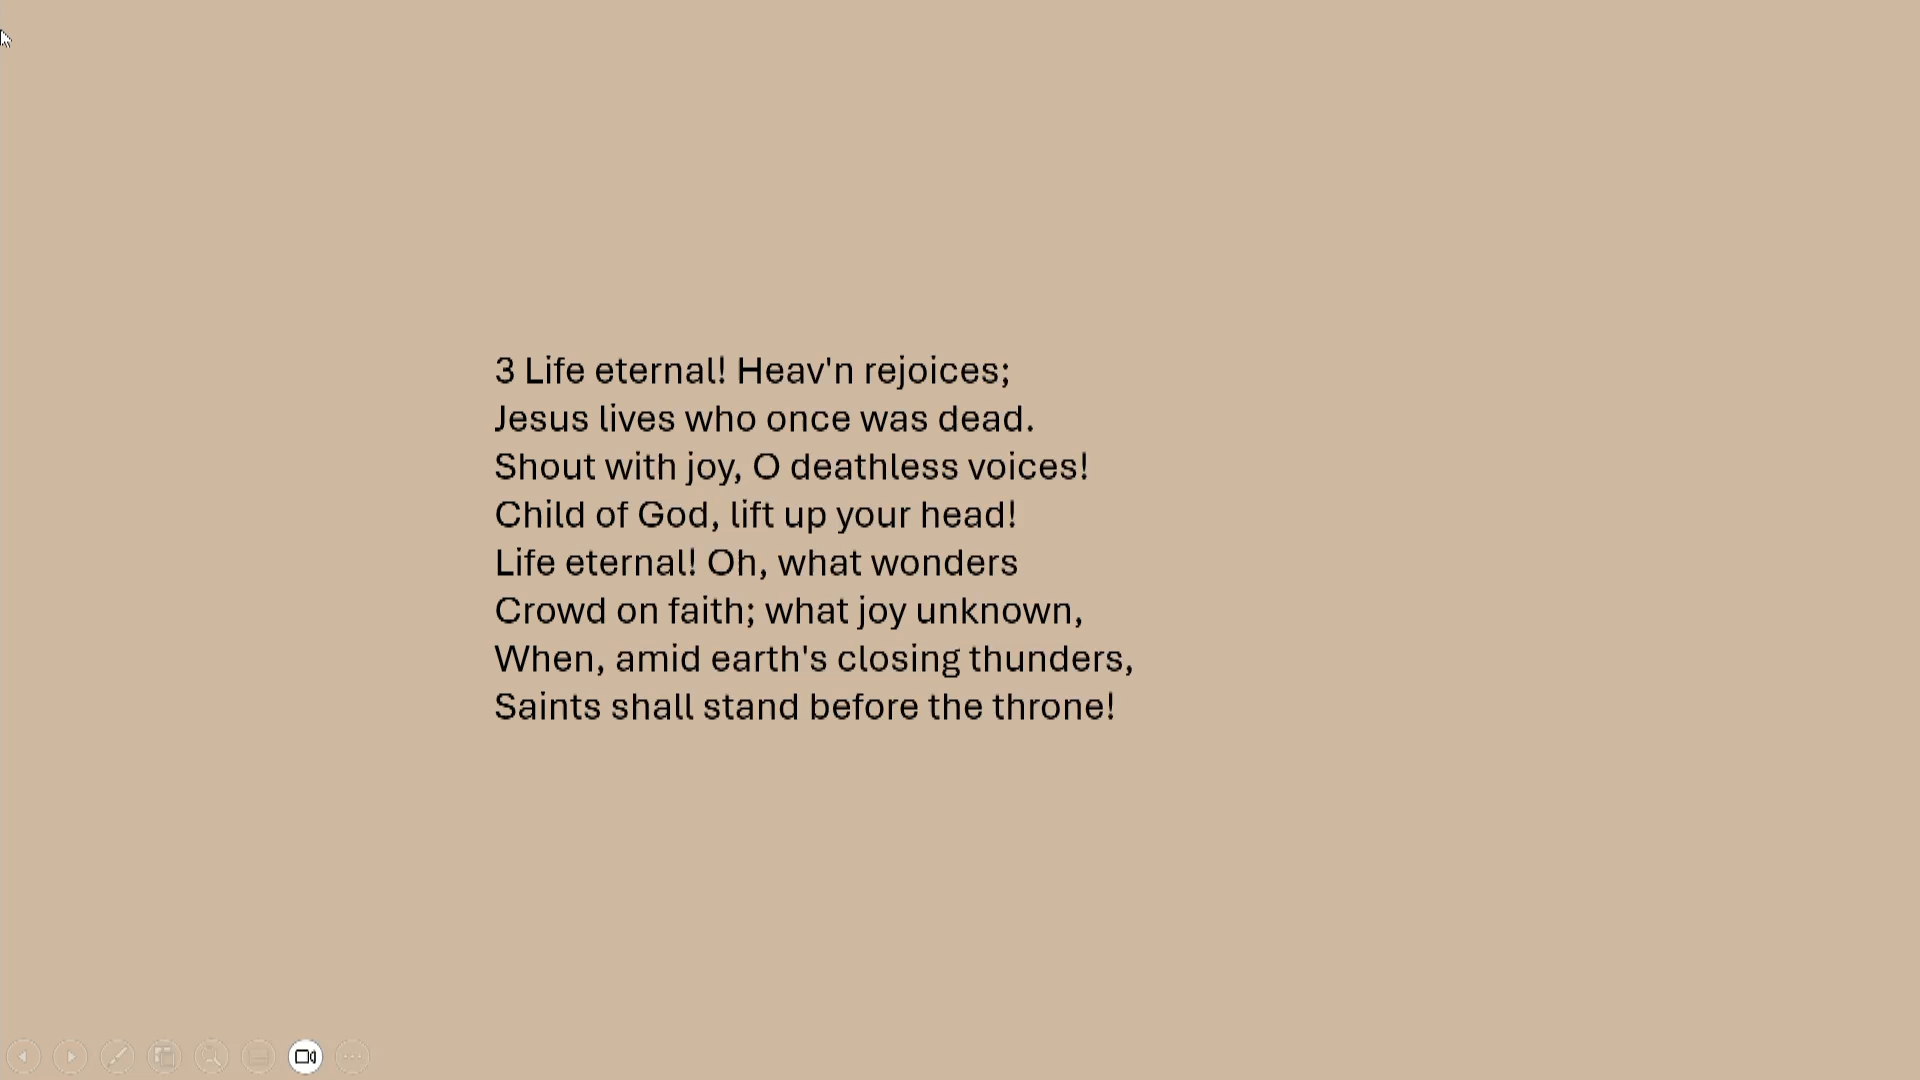 3 Life eternal! Heav'n rejoices;
Jesus lives who once was dead.
Shout with joy, O deathless voices!
Child of God, lift up your head!
Life eternal! Oh, what wonders
Crowd on faith; what joy unknown,
When, amid earth's closing thunders,
Saints shall stand before the throne!